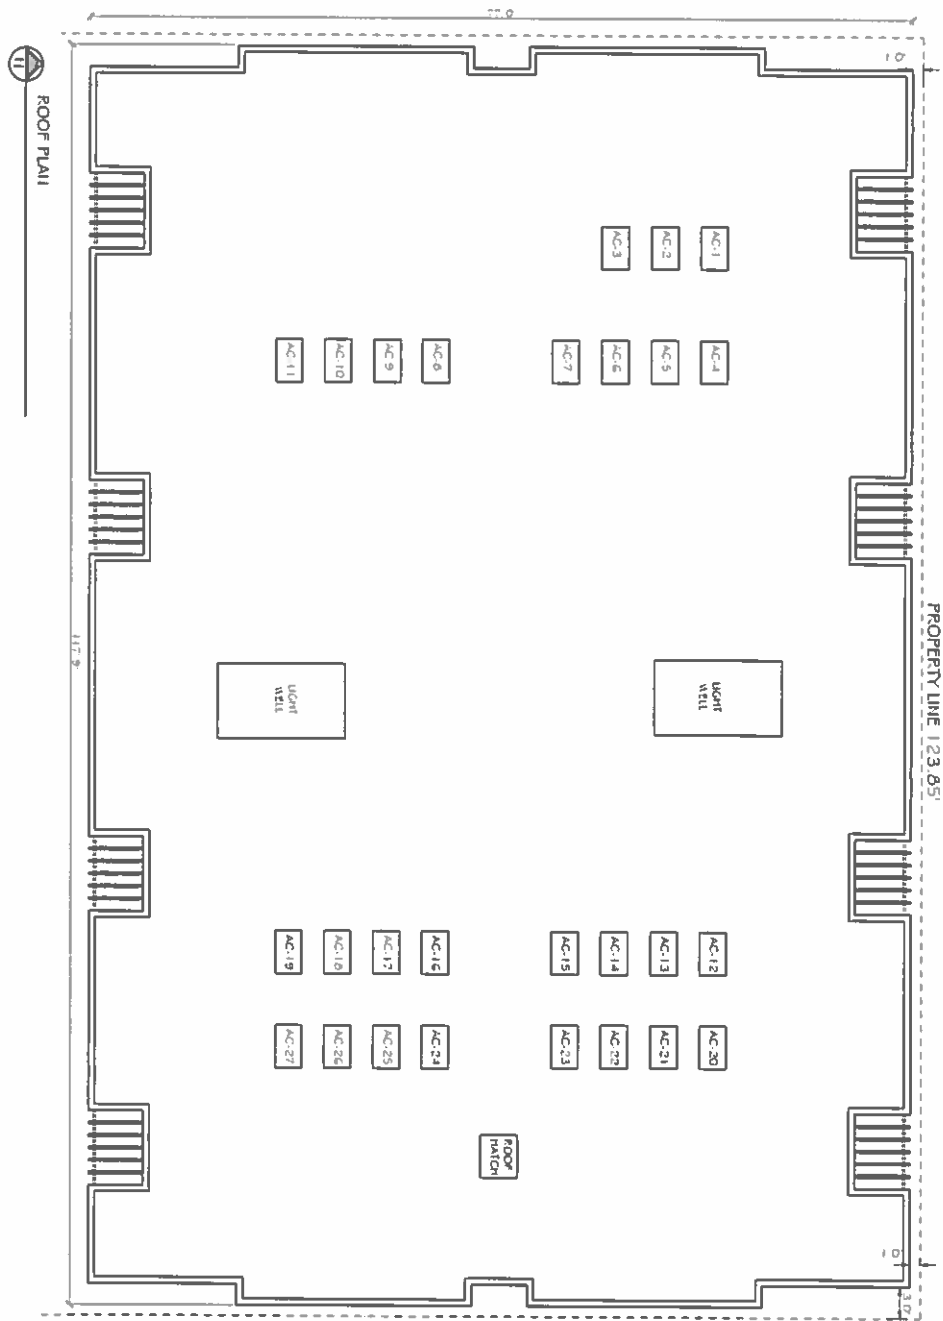 ROOF PLAN
PROPERTY LINE 123.85'
117'9"
AC-1
AC-2
AC-3
AC-4
AC-5
AC-6
AC-7
AC-8
AC-9
AC-10
AC-11
LIGHT
WELL
LIGHT
WELL
AC-12
AC-13
AC-14
AC-15
AC-16
AC-17
AC-18
AC-19
AC-20
AC-21
AC-22
AC-23
AC-24
AC-25
AC-26
AC-27
ROOF
HATCH